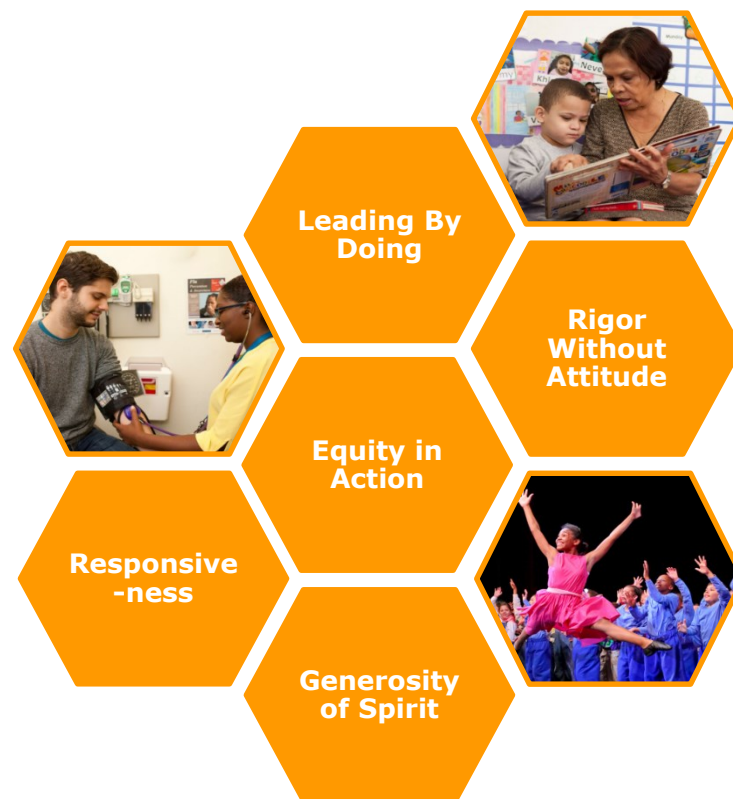 Leading By
Doing
Rigor
Without
Attitude
Equity in
Action
Responsive
-ness
Generosity
of Spirit